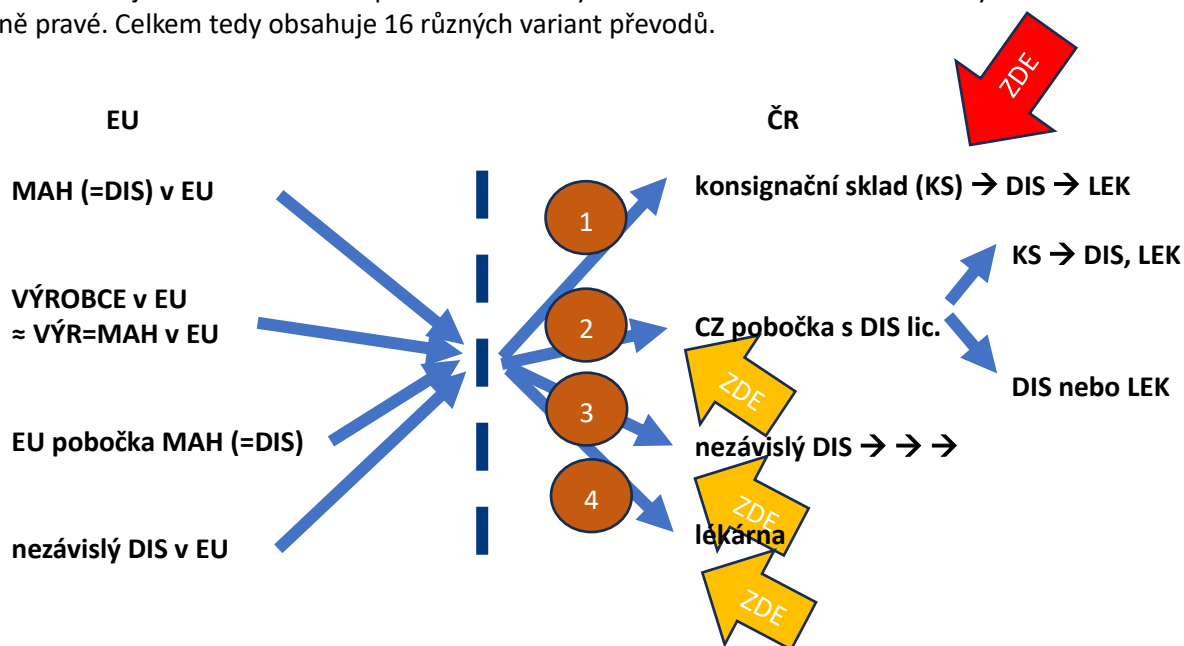 ně pravé. Celkem tedy obsahuje 16 různých variant převodů.
ZDE
EU
ČR
MAH (=DIS) v EU
konsignační sklad (KS) → DIS → LEK
1
KS → DIS, LEK
VÝROBCE v EU
≈ VÝR=MAH v EU
2
CZ pobočka s DIS lic.
ZDE
DIS nebo LEK
3
EU pobočka MAH (=DIS)
nezávislý DIS → → →
4
ZDE
nezávislý DIS v EU
lékárna
ZDE